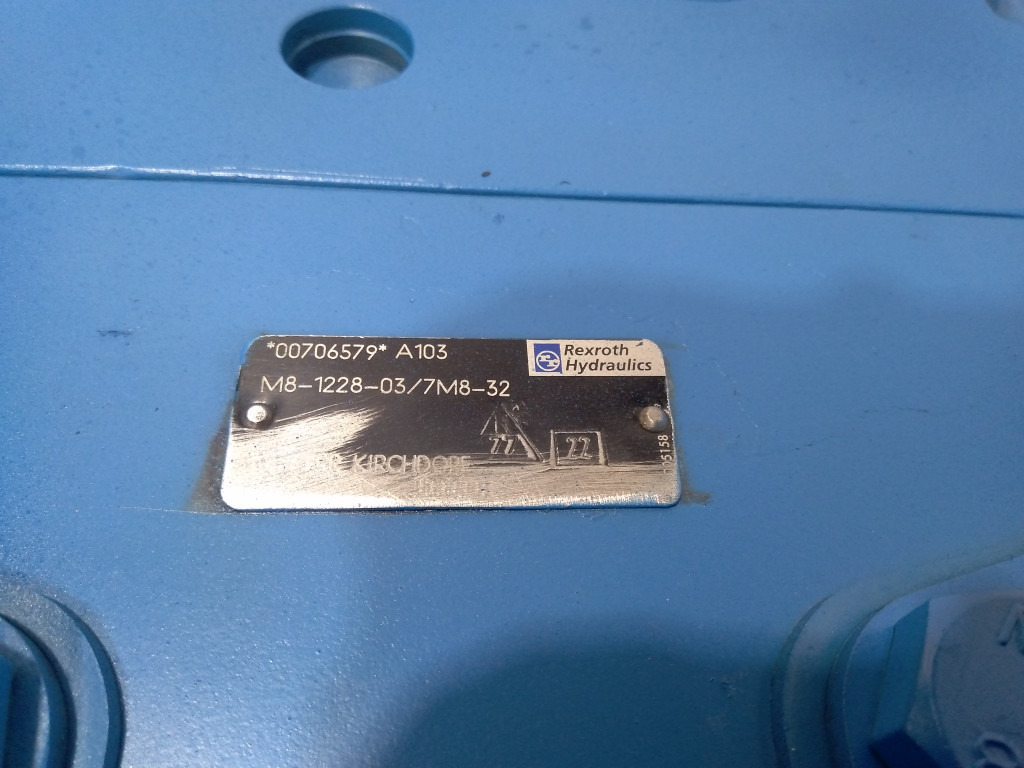 *00706579* A103
Rexroth
Hydraulics
M8-1228-03/7M8-32
KIRCHDORF
22